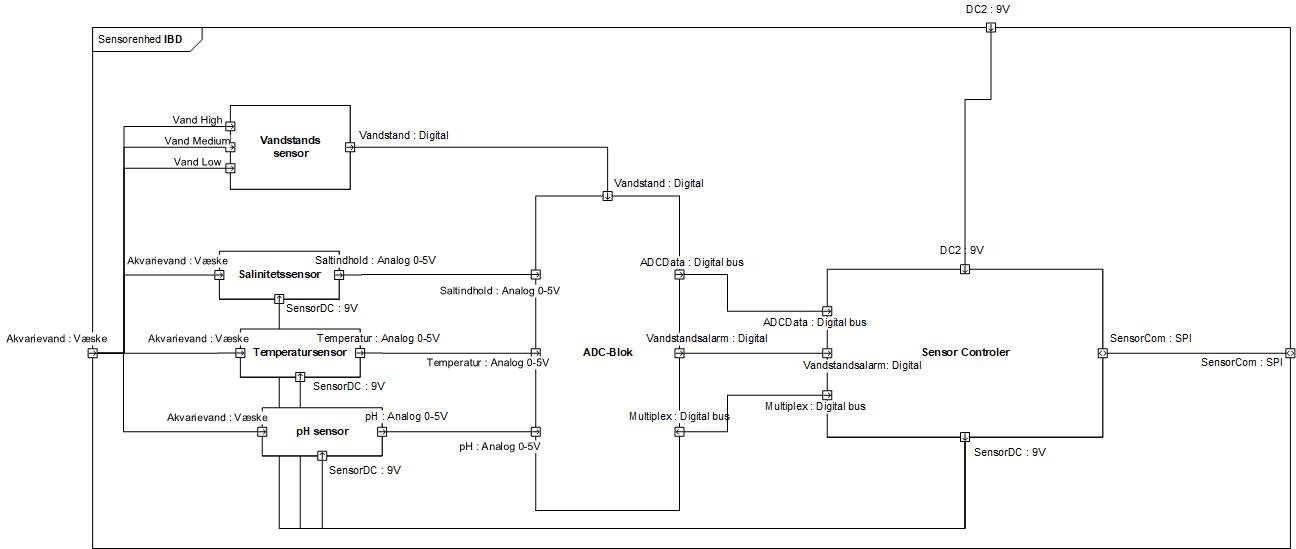 DC2 : 9V
Sensorenhed IBD
Vand High
Vand Medium
Vand Low
Vandstands
sensor
Vandstand : Digital
Vandstand : Digital
DC2 : 9V
Akvarievand : Væske
Saltindhold : Analog 0-5V
Salinitetssensor
Saltindhold : Analog 0-5V
SensorDC : 9V
ADCData : Digital bus
ADCData : Digital bus
Akvarievand : Væske
Akvarievand : Væske
Temperatur : Analog 0-5V
Temperatursensor
Temperatur : Analog 0-5V
SensorDC : 9V
ADC-Blok
Vandstandsalarm : Digital
Vandstandsalarm: Digital
Sensor Controler
SensorCom : SPI
SensorCom : SPI
Akvarievand : Væske
pH : Analog 0-5V
pH sensor
pH : Analog 0-5V
SensorDC : 9V
Multiplex : Digital bus
Multiplex : Digital bus
SensorDC : 9V